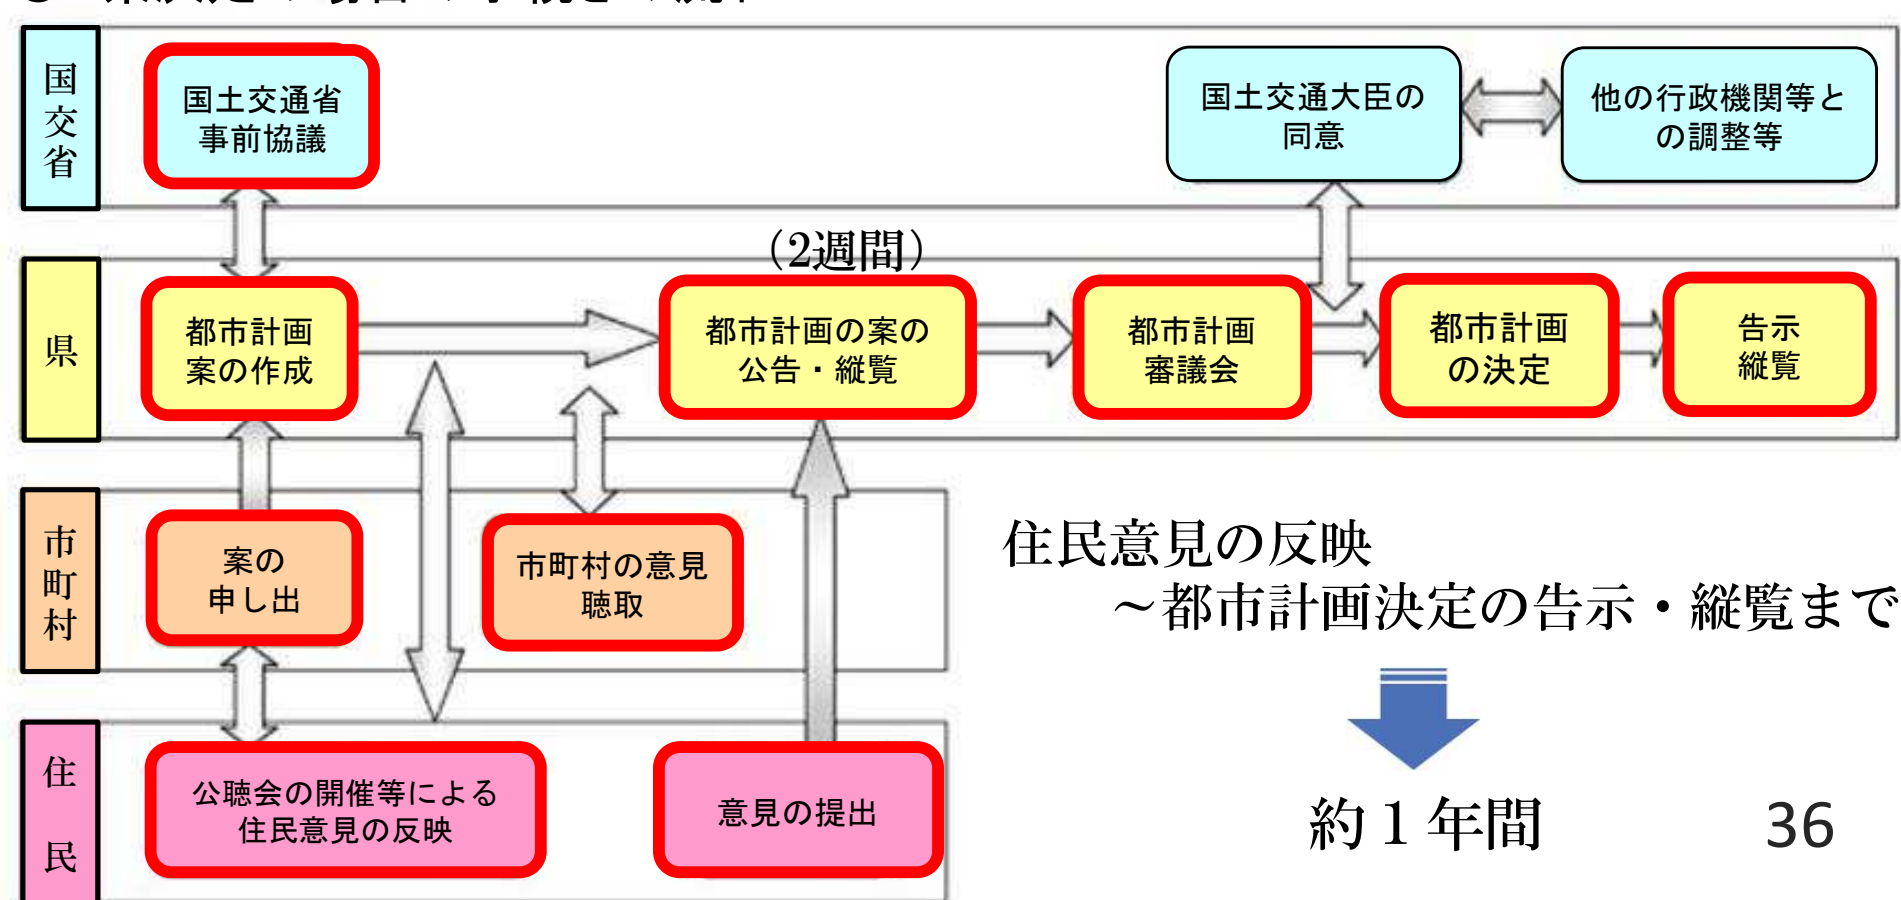 国交省
国土交通省
事前協議
国土交通大臣の
同意
他の行政機関等と
の調整等
(2週間)
県
都市計画
案の作成
都市計画の案の
公告・縦覧
都市計画
審議会
都市計画
の決定
告示
縦覧
市町村
案の
申し出
市町村の意見
聴取
住民意見の反映
～都市計画決定の告示・縦覧まで
住民
公聴会の開催等による
住民意見の反映
意見の提出
約１年間
36